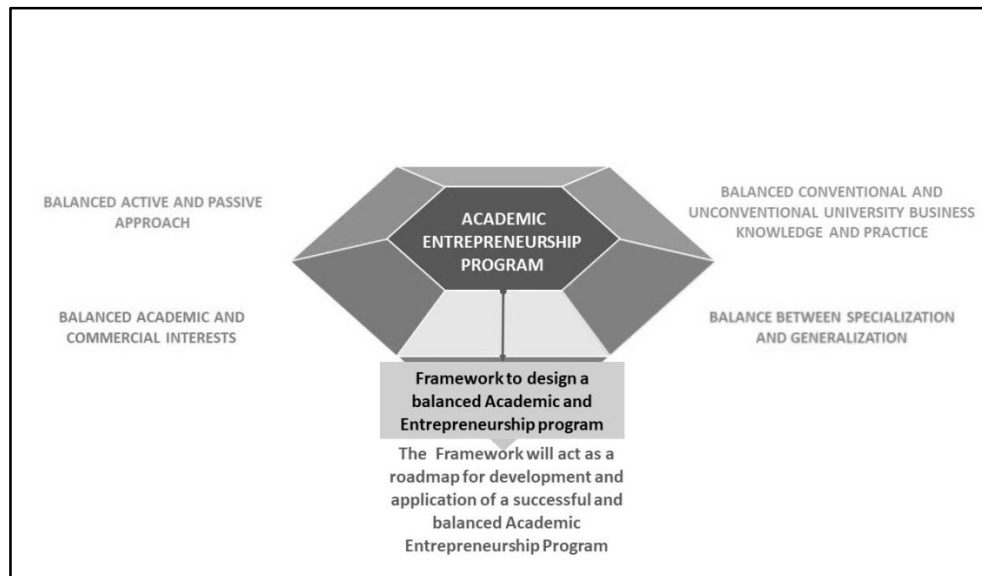 BALANCED ACTIVE AND PASSIVE
APPROACH
BALANCED CONVENTIONAL AND
UNCONVENTIONAL UNIVERSITY BUSINESS
KNOWLEDGE AND PRACTICE
ACADEMIC
ENTREPRENEURSHIP
PROGRAM
BALANCED ACADEMIC AND
COMMERCIAL INTERESTS
BALANCE BETWEEN SPECIALIZATION
AND GENERALIZATION
Framework to design a
balanced Academic and
Entrepreneurship program
The Framework will act as a
roadmap for development and
application of a successful and
balanced Academic
Entrepreneurship Program